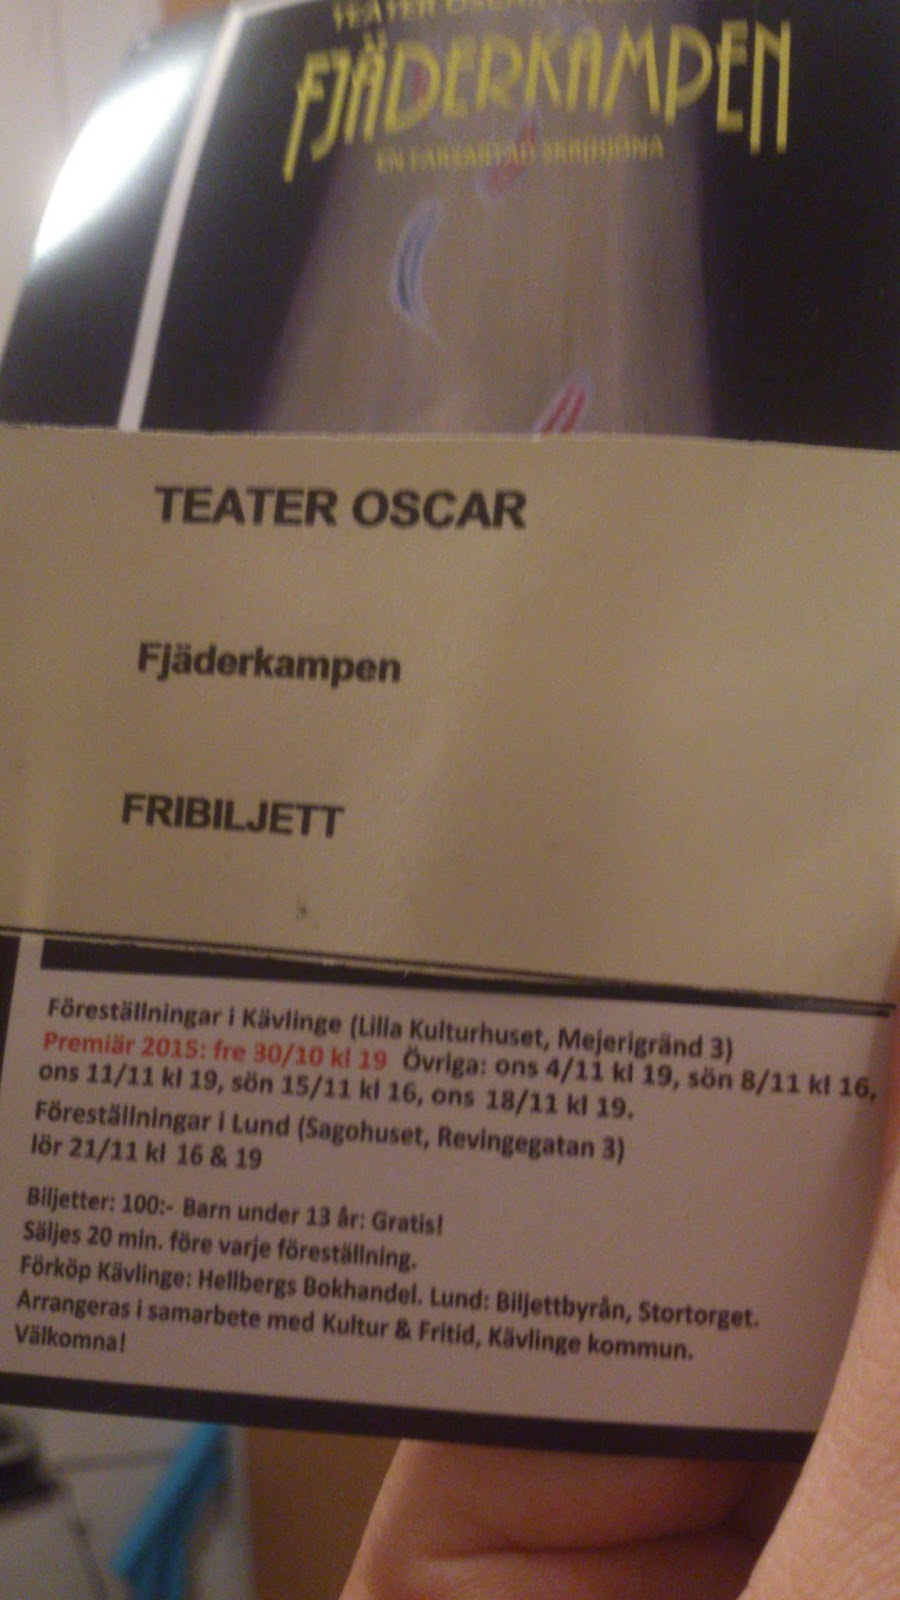 TEATER OSCAR
FJÄDERKAMPEN
EN FARSARTAD
TEATER OSCAR
Fjäderkampen
FRIBILJETT
Föreställningar i Kävlinge (Lilla Kulturhuset, Mejerigränd 3)
Premiär 2015: fre 30/10 kl 19 Övriga: ons 4/11 kl 19, sön 8/11 kl 16,
ons 11/11 kl 19, sön 15/11 kl 16, ons 18/11 kl 19.
Föreställningar i Lund (Sagohuset, Revingegatan 3)
lör 21/11 kl 16 & 19
Biljetter: 100:- Barn under 13 år: Gratis!
Säljes 20 min. före varje föreställning.
Förköp Kävlinge: Hellbergs Bokhandel. Lund: Biljettbyrån, Stortorget.
Arrangeras i samarbete med Kultur & Fritid, Kävlinge kommun.
Välkomna!